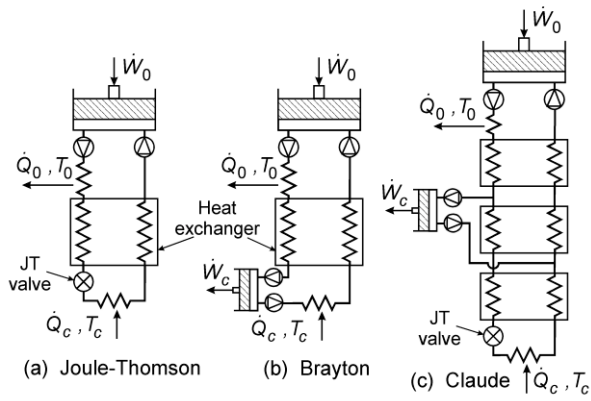 Ẇ₀
Q̇₀ , T₀
JT
valve
Q̇c , Tc
(a) Joule-Thomson
Ẇ₀
Q̇₀ , T₀
Heat
exchanger
Ẇc
Q̇c , Tc
(b) Brayton
Ẇ₀
Q̇₀ , T₀
Ẇc
JT
valve
Q̇c , Tc
(c) Claude